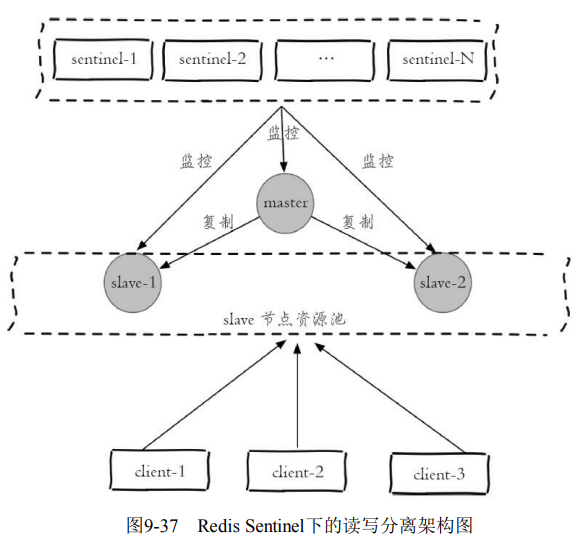 sentinel-1 sentinel-2 … sentinel-N
监控
监控
监控
master
复制
复制
slave-1
slave-2
slave 节点资源池
client-1 client-2 client-3
图9-37 Redis Sentinel下的读写分离架构图